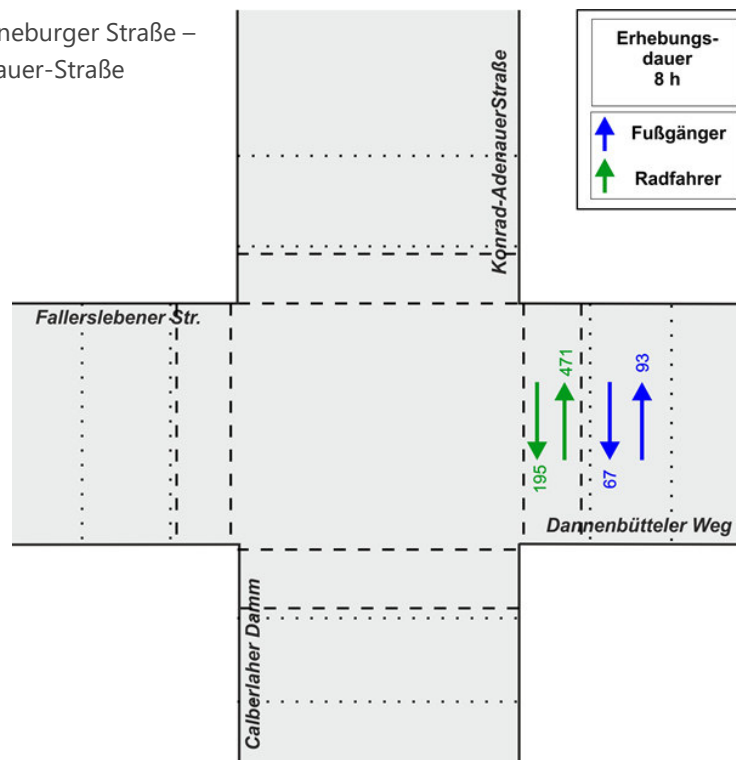 neburger Straße –
auer-Straße
Erhebungs-
dauer
8 h
Fußgänger
Radfahrer
Konrad-AdenauerStraße
Fallerslebener Str.
471
93
195
67
Dannenbütteler Weg
Calberlaher Damm